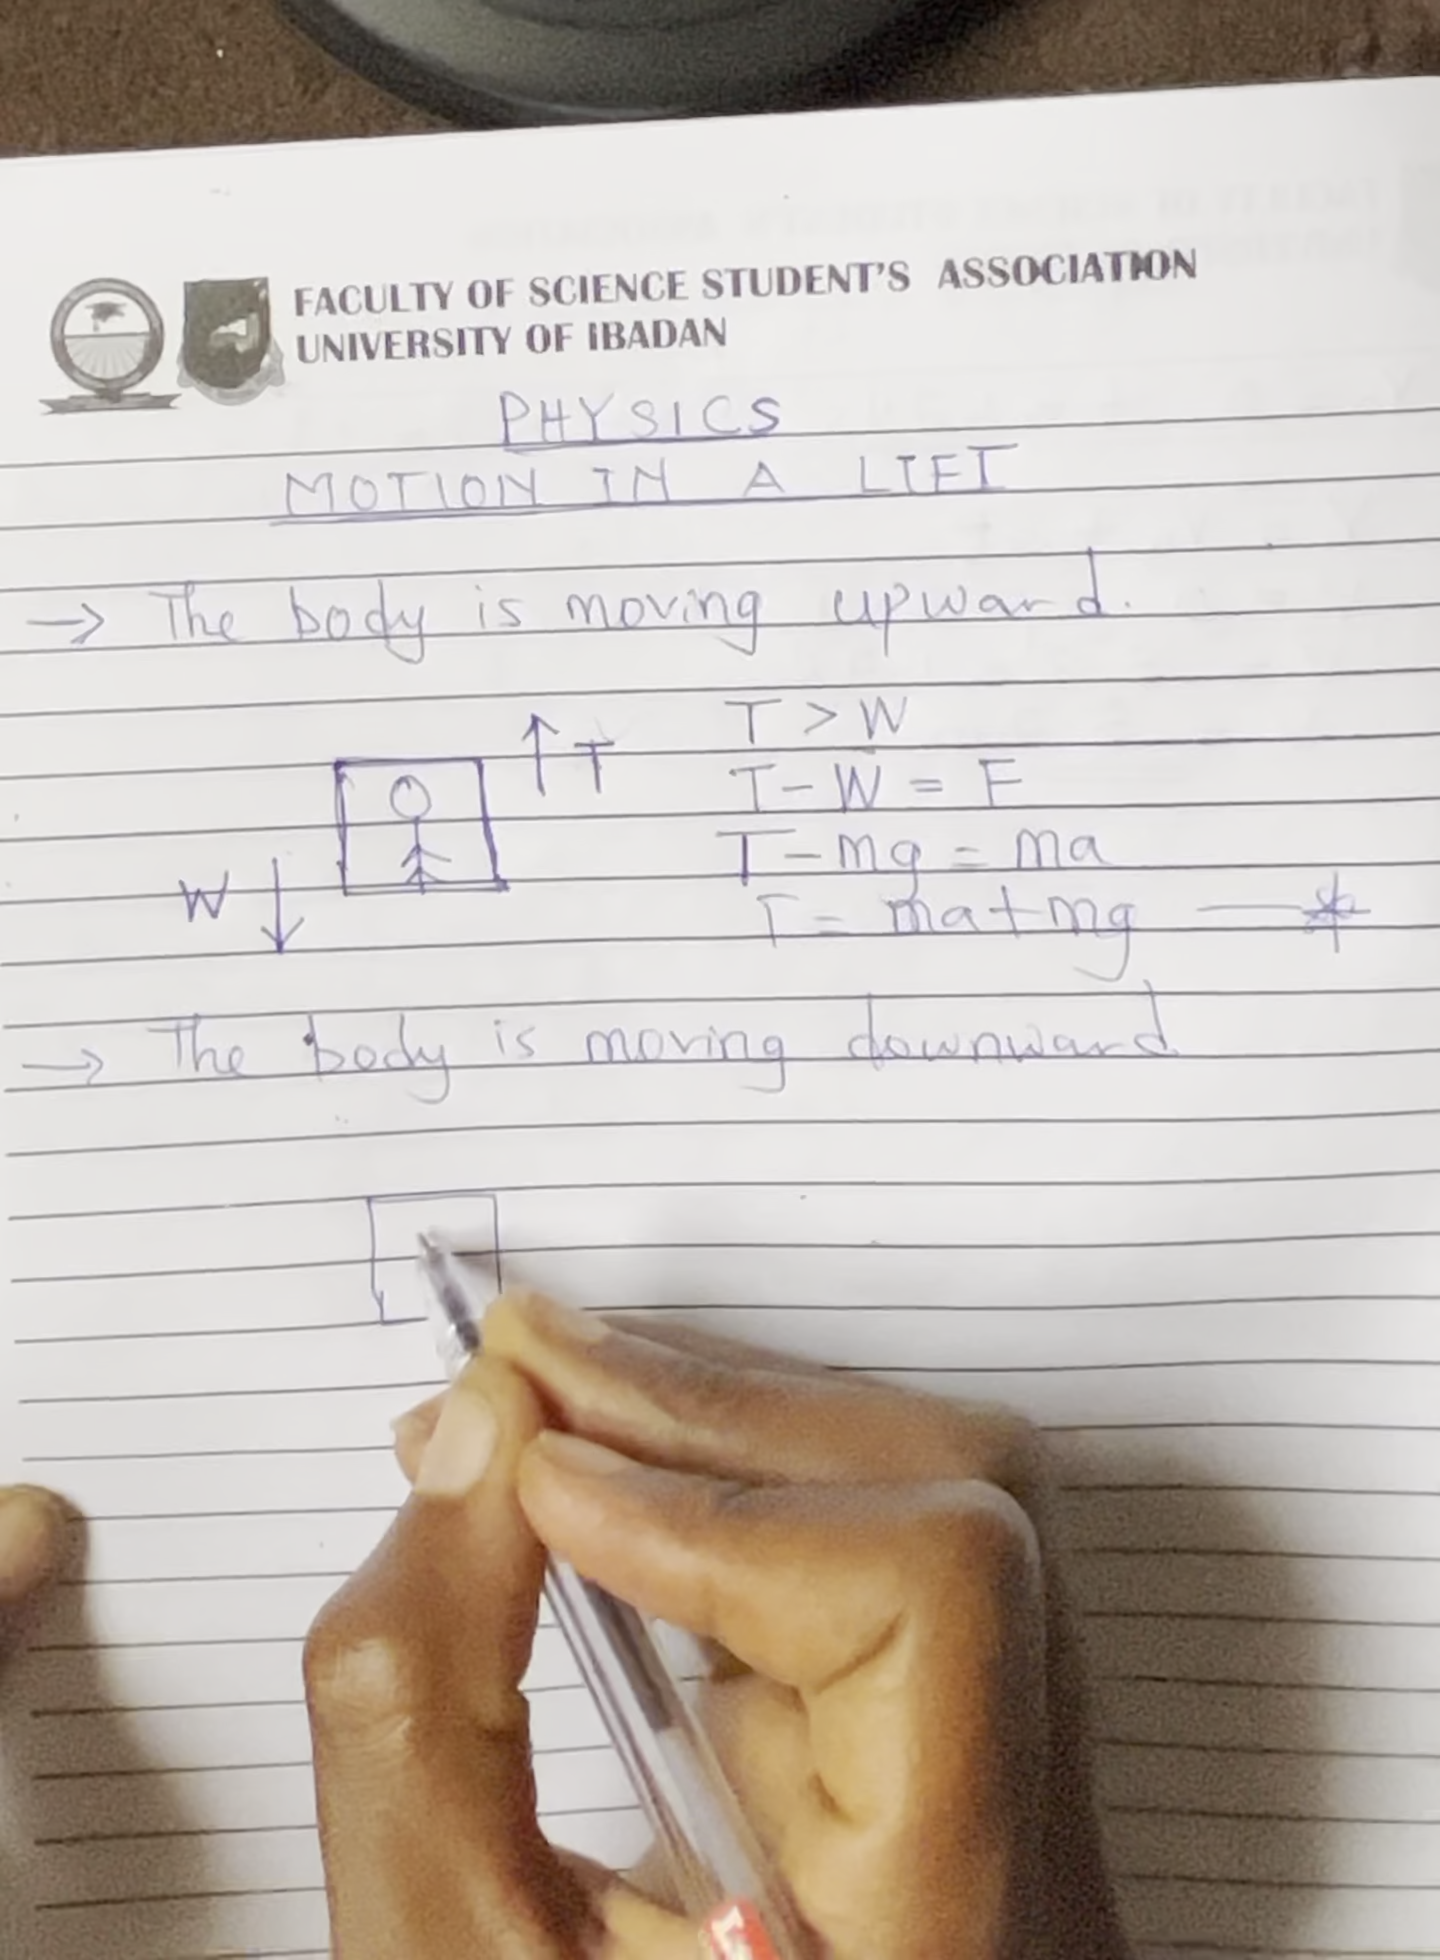 FACULTY OF SCIENCE STUDENT'S ASSOCIATION
UNIVERSITY OF IBADAN
PHYSICS
MOTION IN A LIFT
→ The body is moving upward.
↑ T
W ↓
T > W
T - W = F
T - mg = ma
T = ma + mg —*
→ The body is moving downward